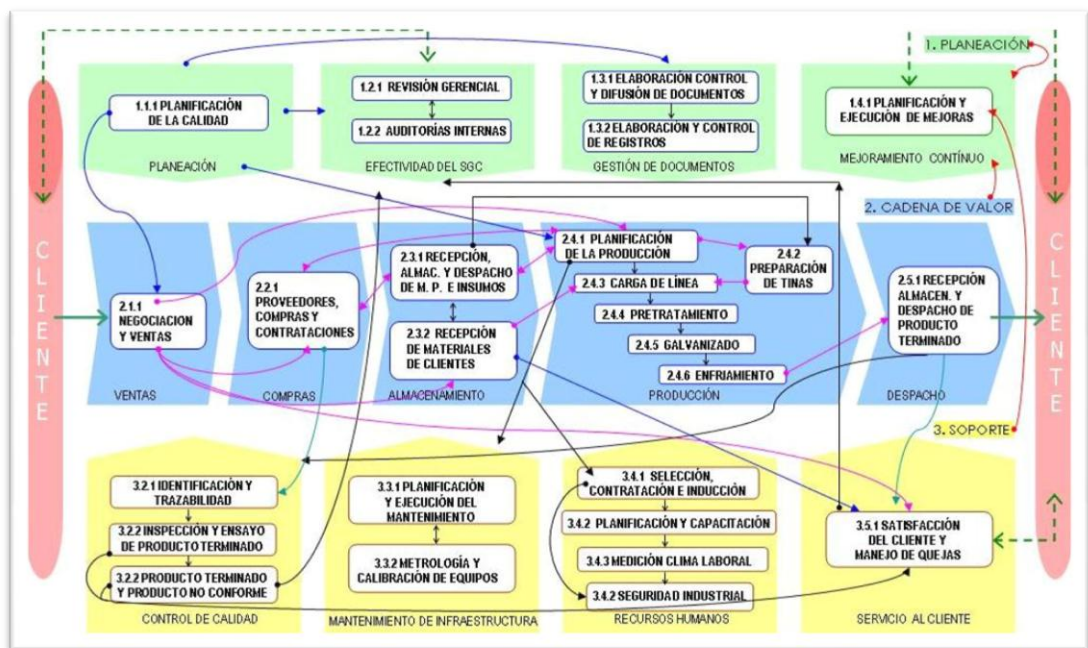 1. PLANEACIÓN
1.1.1 PLANIFICACIÓN
DE LA CALIDAD
PLANEACIÓN
1.2.1 REVISIÓN GERENCIAL
1.2.2 AUDITORÍAS INTERNAS
EFECTIVIDAD DEL SGC
1.3.1 ELABORACIÓN CONTROL
Y DIFUSIÓN DE DOCUMENTOS
1.3.2 ELABORACIÓN Y CONTROL
DE REGISTROS
GESTIÓN DE DOCUMENTOS
1.4.1 PLANIFICACIÓN Y
EJECUCIÓN DE MEJORAS
MEJORAMIENTO CONTÍNUO
2. CADENA DE VALOR
CLIENTE
2.1.1
NEGOCIACION
Y VENTAS
VENTAS
2.2.1
PROVEEDORES,
COMPRAS Y
CONTRATACIONES
COMPRAS
2.3.1 RECEPCIÓN,
ALMAC. Y DESPACHO
DE M. P. E INSUMOS
2.3.2 RECEPCIÓN
DE MATERIALES
DE CLIENTES
ALMACENAMIENTO
2.4.1 PLANIFICACIÓN
DE LA PRODUCCIÓN
2.4.2
PREPARACIÓN
DE TINAS
2.4.3 CARGA DE LÍNEA
2.4.4 PRETRATAMIENTO
2.4.5 GALVANIZADO
2.4.6 ENFRIAMIENTO
PRODUCCIÓN
2.5.1 RECEPCIÓN
ALMACEN. Y
DESPACHO DE
PRODUCTO
TERMINADO
DESPACHO
CLIENTE
3. SOPORTE
3.2.1 IDENTIFICACIÓN Y
TRAZABILIDAD
3.2.2 INSPECCIÓN Y ENSAYO
DE PRODUCTO TERMINADO
3.2.2 PRODUCTO TERMINADO
Y PRODUCTO NO CONFORME
CONTROL DE CALIDAD
3.3.1 PLANIFICACIÓN
Y EJECUCIÓN DEL
MANTENIMIENTO
3.3.2 METROLOGÍA Y
CALIBRACIÓN DE EQUIPOS
MANTENIMIENTO DE INFRAESTRUCTURA
3.4.1 SELECCIÓN,
CONTRATACIÓN E INDUCCIÓN
3.4.2 PLANIFICACIÓN Y CAPACITACIÓN
3.4.3 MEDICIÓN CLIMA LABORAL
3.4.2 SEGURIDAD INDUSTRIAL
RECURSOS HUMANOS
3.5.1 SATISFACCIÓN
DEL CLIENTE Y
MANEJO DE QUEJAS
SERVICIO AL CLIENTE